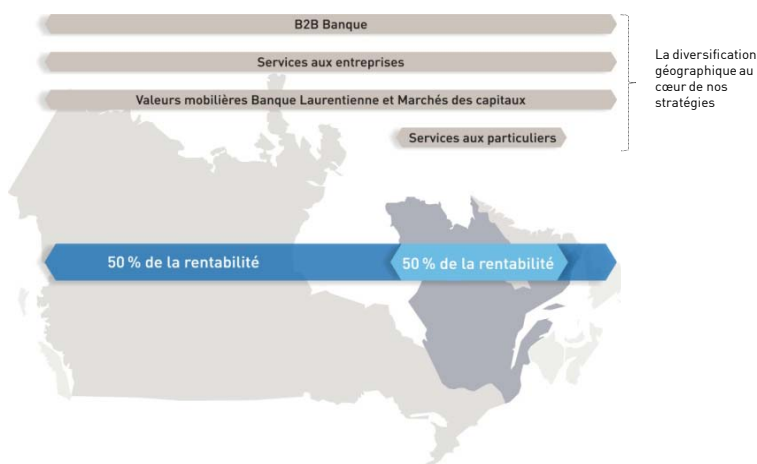 B2B Banque
Services aux entreprises
Valeurs mobilières Banque Laurentienne et Marchés des capitaux
Services aux particuliers
La diversification
géographique au
cœur de nos
stratégies
50 % de la rentabilité
50 % de la rentabilité